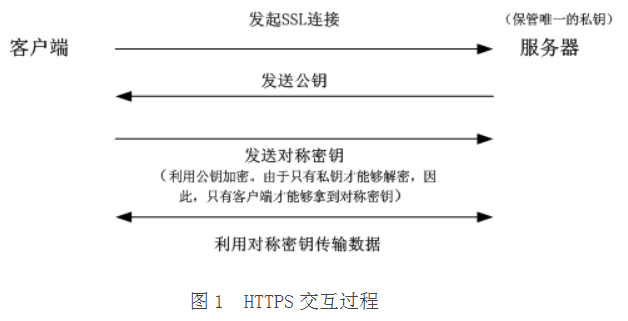 发起SSL连接
(保管唯一的私钥)
客户端
服务器
发送公钥
发送对称密钥
(利用公钥加密。由于只有私钥才能够解密，因
此，只有客户端才能够拿到对称密钥)
利用对称密钥传输数据
图1 HTTPS 交互过程